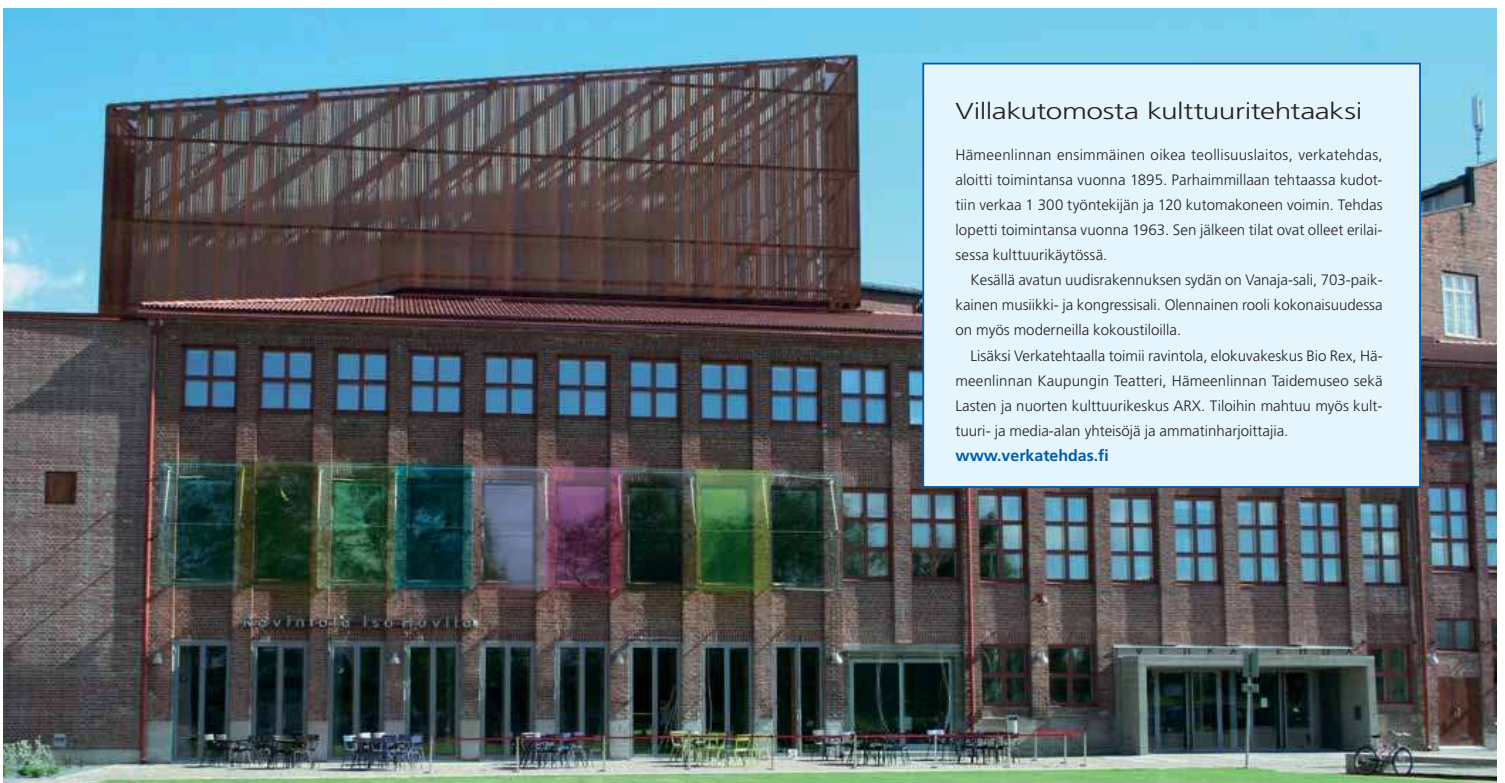 Villakutomosta kulttuuritehtaaksi
Hämeenlinnan ensimmäinen oikea teollisuuslaitos, verkatehdas,
aloitti toimintansa vuonna 1895. Parhaimmillaan tehtaassa kudot-
tiin verkaa 1 300 työntekijän ja 120 kutomakoneen voimin. Tehdas
lopetti toimintansa vuonna 1963. Sen jälkeen tilat ovat olleet erilai-
sessa kulttuurikäytössä.
Kesällä avatun uudisrakennuksen sydän on Vanaja-sali, 703-paik-
kainen musiikki- ja kongressisali. Olennainen rooli kokonaisuudessa
on myös moderneilla kokoustiloilla.
Lisäksi Verkatehtaalla toimii ravintola, elokuvakeskus Bio Rex, Hä-
meenlinnan Kaupungin Teatteri, Hämeenlinnan Taidemuseo sekä
Lasten ja nuorten kulttuurikeskus ARX. Tiloihin mahtuu myös kult-
tuuri- ja media-alan yhteisöjä ja ammatinharjoittajia.
www.verkatehdas.fi
Ravintola Iso Huvila